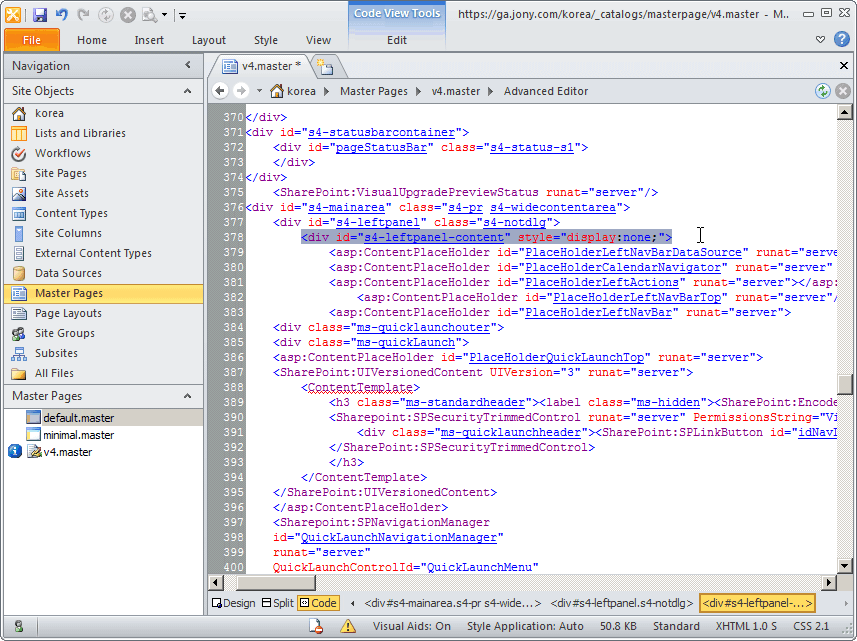 Code View Tools
https://ga.jony.com/korea/_catalogs/masterpage/v4.master - M..
File Home Insert Layout Style View Edit
Navigation
v4.master *
Site Objects
korea Master Pages v4.master Advanced Editor
korea
Lists and Libraries
Workflows
Site Pages
Site Assets
Content Types
Site Columns
External Content Types
Data Sources
Master Pages
Page Layouts
Site Groups
Subsites
All Files
Master Pages
default.master
minimal.master
v4.master
370</div>
371<div id="s4-statusbarcontainer">
372 <div id="pageStatusBar" class="s4-status-s1">
373 </div>
374</div>
375 <SharePoint:VisualUpgradePreviewStatus runat="server"/>
376<div id="s4-mainarea" class="s4-pr s4-widecontentarea">
377 <div id="s4-leftpanel" class="s4-notdlg">
378 <div id="s4-leftpanel-content" style="display:none;">
379 <asp:ContentPlaceHolder id="PlaceHolderLeftNavBarDataSource" runat="serve
380 <asp:ContentPlaceHolder id="PlaceHolderCalendarNavigator" runat="server"
381 <asp:ContentPlaceHolder id="PlaceHolderLeftActions" runat="server"></asp:
382 <asp:ContentPlaceHolder id="PlaceHolderLeftNavBarTop" runat="server"/
383 <asp:ContentPlaceHolder id="PlaceHolderLeftNavBar" runat="server">
384 <div class="ms-quicklaunchouter">
385 <div class="ms-quickLaunch">
386 <asp:ContentPlaceHolder id="PlaceHolderQuickLaunchTop" runat="server">
387 <SharePoint:UIVersionedContent UIVersion="3" runat="server">
388 <ContentTemplate>
389 <h3 class="ms-standardheader"><label class="ms-hidden"><SharePoint:Encode
390 <Sharepoint:SPSecurityTrimmedControl runat="server" PermissionsString="Vi
391 <div class="ms-quicklaunchheader"><SharePoint:SPLinkButton id="idNavL
392 </SharePoint:SPSecurityTrimmedControl>
393 </h3>
394 </ContentTemplate>
395 </SharePoint:UIVersionedContent>
396 </asp:ContentPlaceHolder>
397 <Sharepoint:SPNavigationManager
398 id="QuickLaunchNavigationManager"
399 runat="server"
400 QuickLaunchControlId="QuickLaunchMenu"
Design Split Code <div#s4-mainarea.s4-pr s4-wide...> <div#s4-leftpanel.s4-notdlg> <div#s4-leftpanel-...>
Visual Aids: On Style Application: Auto 50.8 KB Standard XHTML 1.0 S CSS 2.1